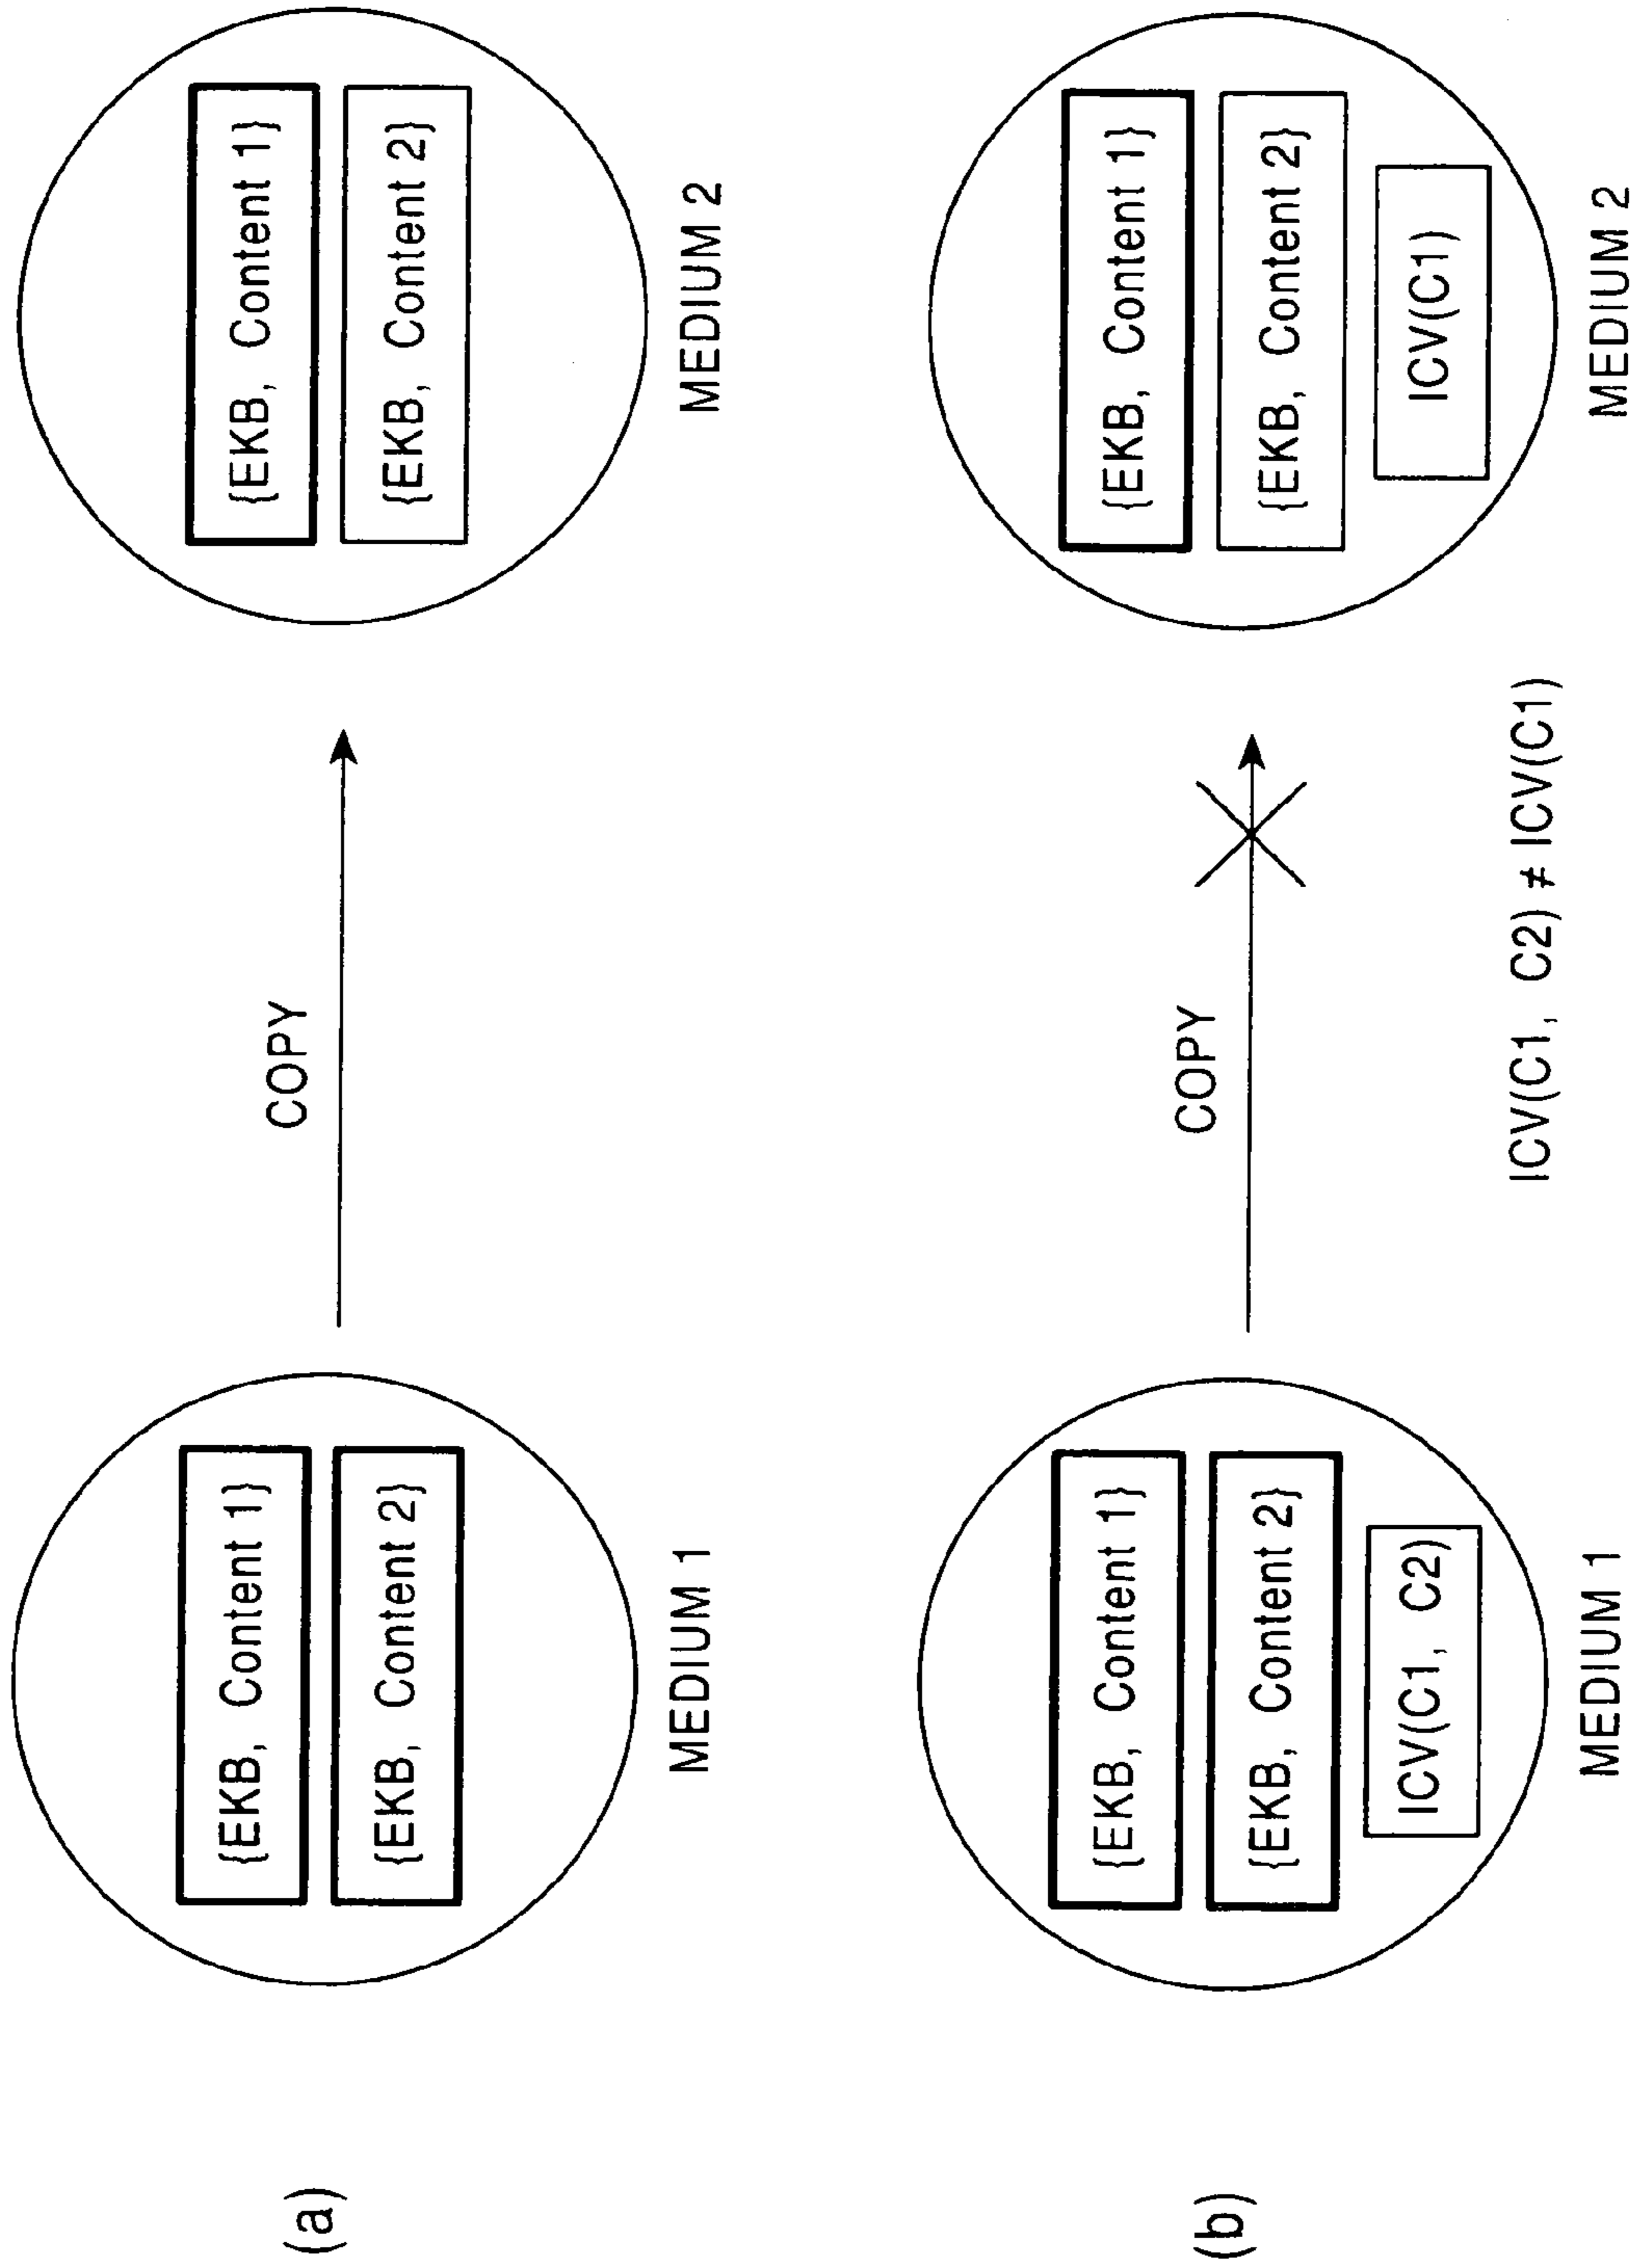 (a)
{EKB, Content 1}
{EKB, Content 2}
MEDIUM 1
COPY
{EKB, Content 1}
{EKB, Content 2}
MEDIUM 2
(b)
{EKB, Content 1}
{EKB, Content 2}
ICV(C1, C2)
MEDIUM 1
COPY
ICV(C1, C2) ≠ ICV(C1)
{EKB, Content 1}
{EKB, Content 2}
ICV(C1)
MEDIUM 2